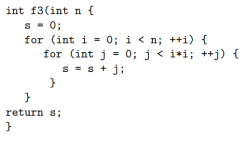 int f3(int n {
s = 0;
for (int i = 0; i < n; ++i) {
for (int j = 0; j < i*i; ++j) {
s = s + j;
}
}
return s;
}